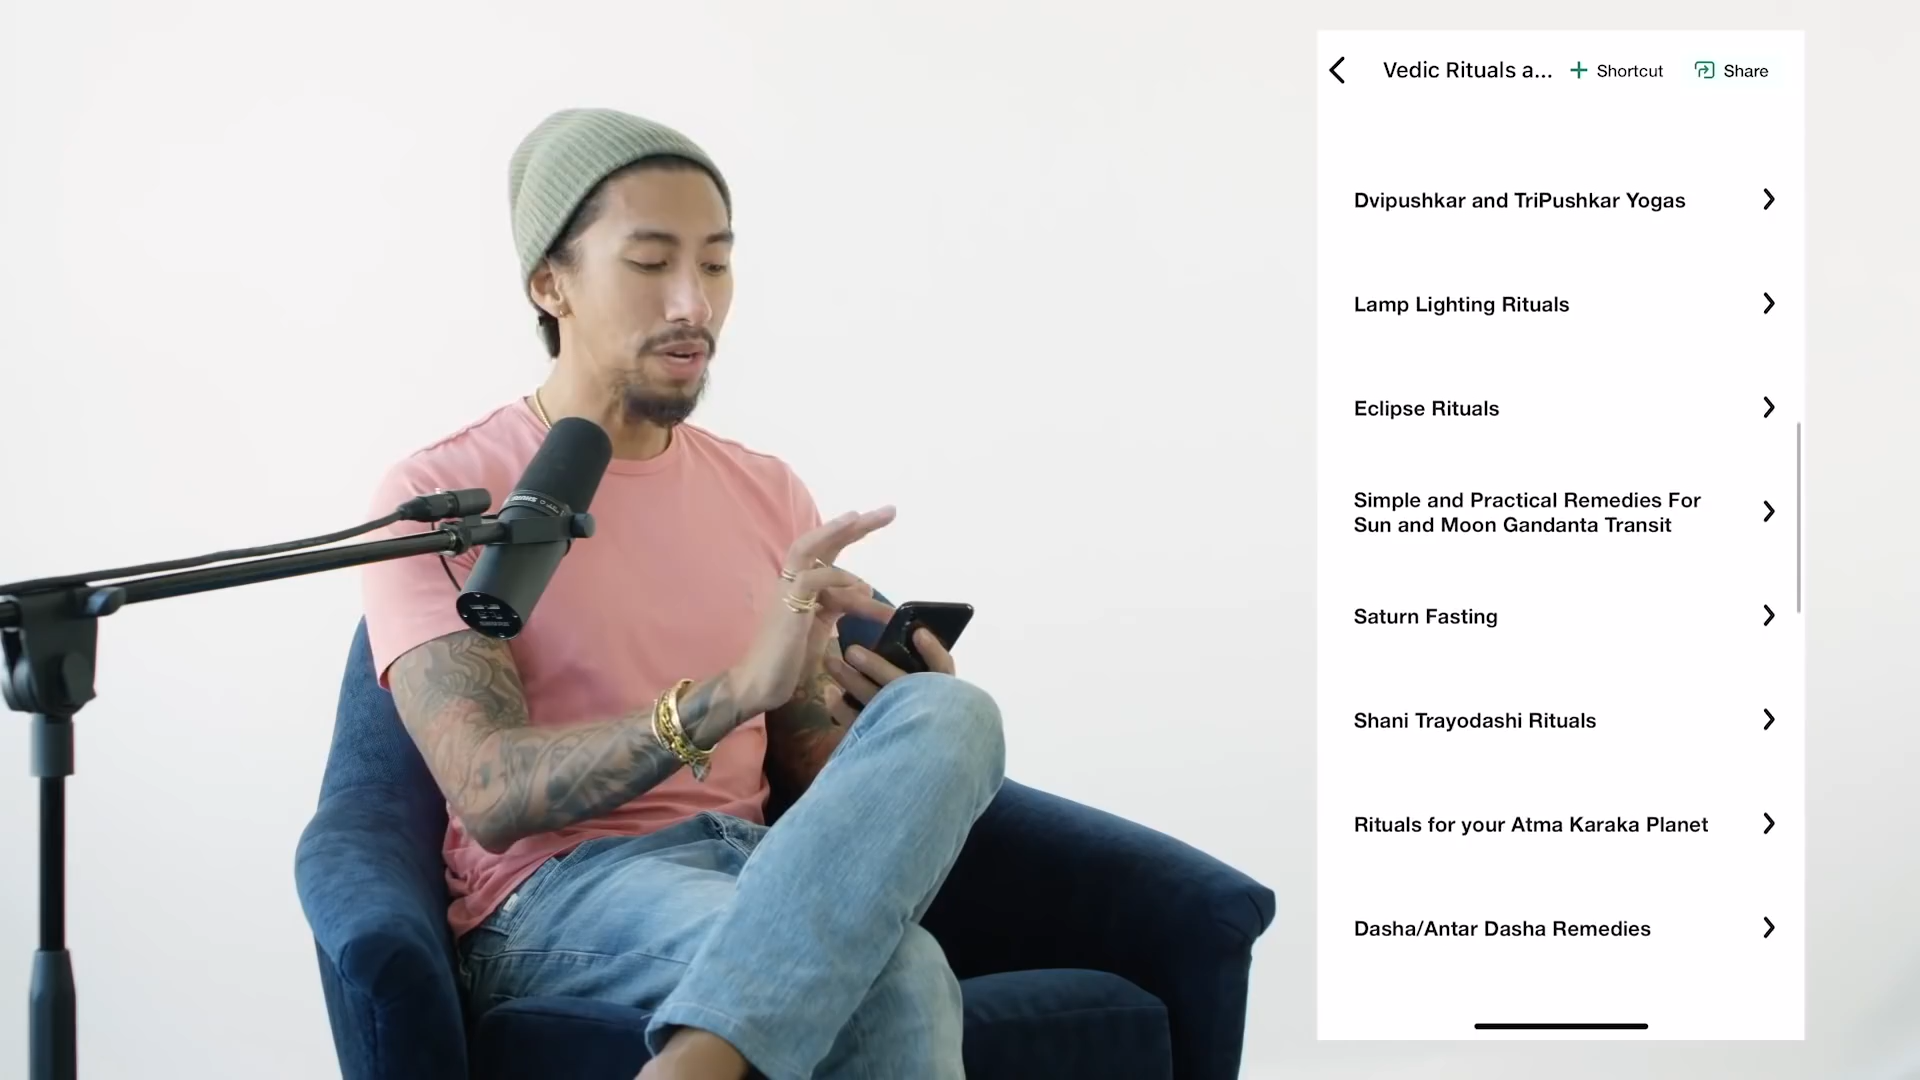 Vedic Rituals a...
Shortcut
Share
Dvipushkar and TriPushkar Yogas
Lamp Lighting Rituals
Eclipse Rituals
Simple and Practical Remedies For
Sun and Moon Gandanta Transit
Saturn Fasting
Shani Trayodashi Rituals
Rituals for your Atma Karaka Planet
Dasha/Antar Dasha Remedies
SHURE